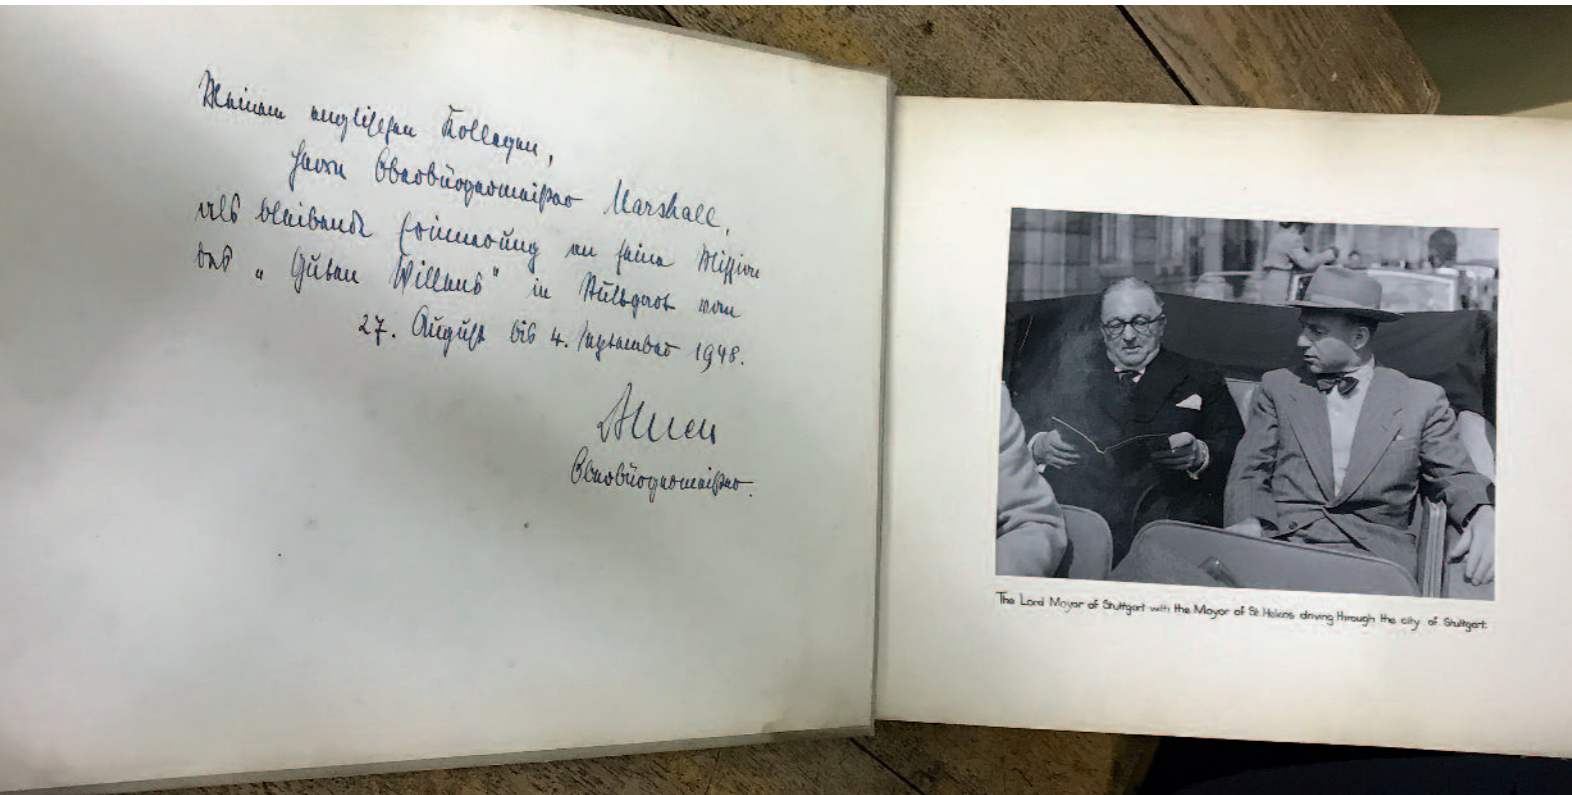 Meinem englischen Kollegen,
Herrn Oberbürgermeister Marshall,
als bleibende Erinnerung an seine Mission
des „Guten Willens" in Stuttgart vom
27. August bis 4. September 1948.
Oberbürgermeister.
The Lord Mayor of Stuttgart with the Mayor of St. Helens driving through the city of Stuttgart.